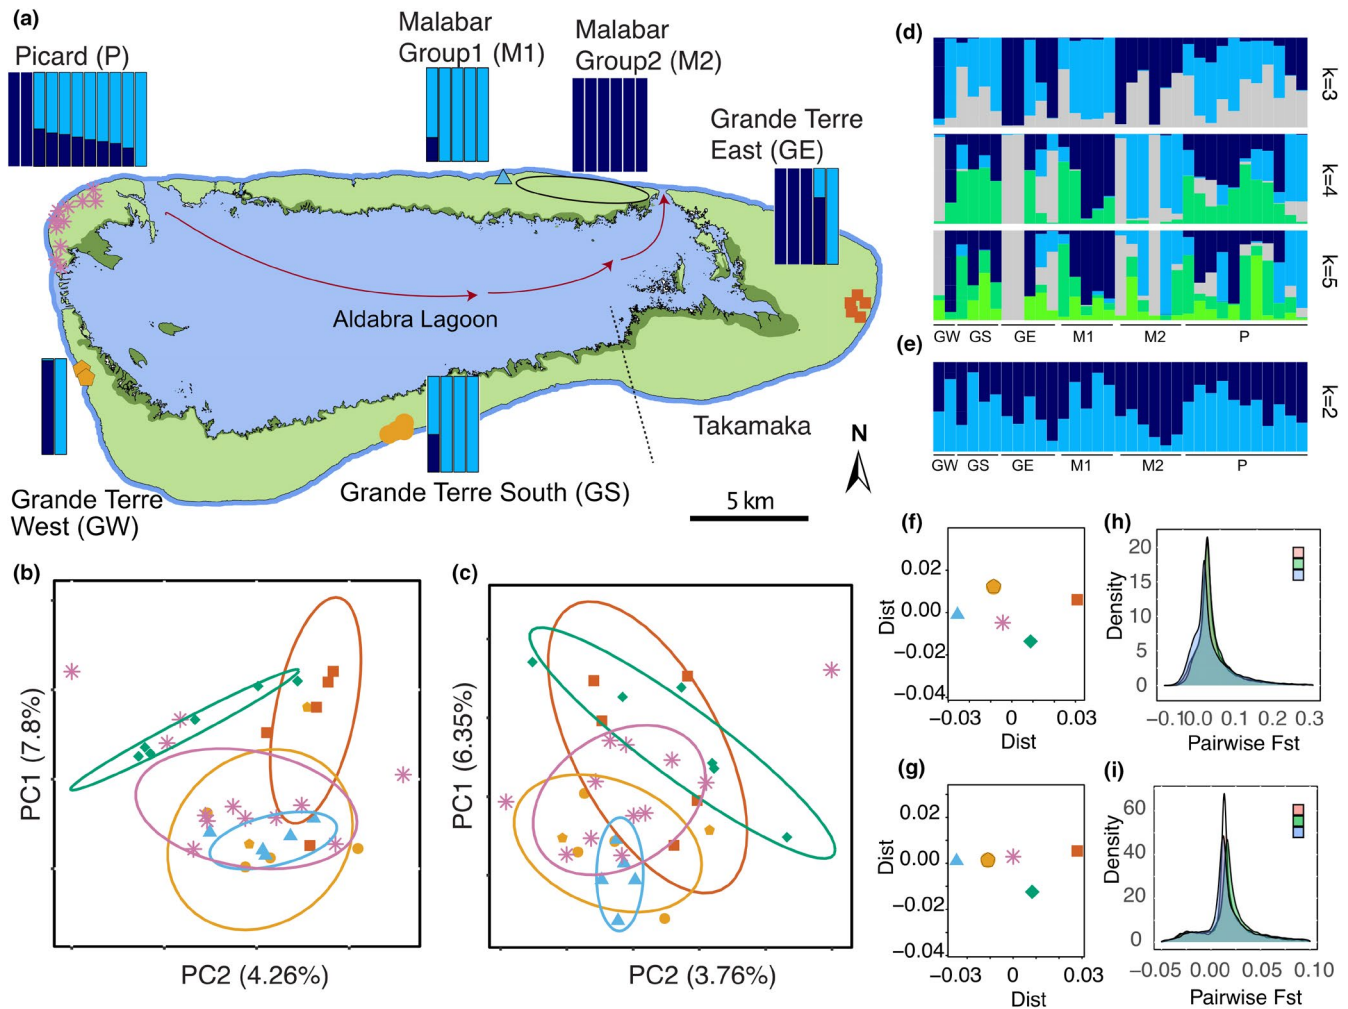 (a)
Picard (P)
Malabar
Group1 (M1)
Malabar
Group2 (M2)
Grande Terre
East (GE)
Aldabra Lagoon
Takamaka
N
5 km
Grande Terre
West (GW)
Grande Terre South (GS)
(b)
PC1 (7.8%)
PC2 (4.26%)
(c)
PC1 (6.35%)
PC2 (3.76%)
(d)
k=3
k=4
k=5
GW GS GE M1 M2 P
(e)
k=2
GW GS GE M1 M2 P
(f)
Dist
0.02
0.00
−0.02
−0.04
−0.03 0 0.03
Dist
(g)
Dist
0.02
0.00
−0.02
−0.04
−0.03 0 0.03
Dist
(h)
Density
20
15
10
5
0
−0.10 0.0 0.1 0.2 0.3
Pairwise Fst
(i)
Density
60
40
20
0
−0.05 0.00 0.05 0.10
Pairwise Fst